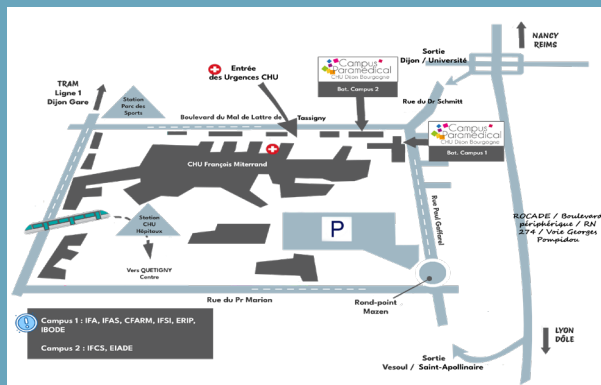 NANCY
REIMS
Sortie
Dijon / Université
Entrée
des Urgences CHU
Campus
Paramédical
CHU Dijon Bourgogne
Bat. Campus 2
TRAM
Ligne 1
Dijon Gare
Station
Parc des
Sports
Rue du Dr Schmitt
Boulevard du Mal de Lattre de Tassigny
Campus
Paramédical
CHU Dijon Bourgogne
Bat. Campus 1
CHU François Miterrand
Rue Paul Gaffarel
Station
CHU
Hôpitaux
P
ROCADE / Boulevard
périphérique / RN
274 / Voie Georges
Pompidou
Vers QUETIGNY
Centre
Rue du Pr Marion
Rond-point
Mazen
Campus 1 : IFA, IFAS, CFARM, IFSI, ERIP,
IBODE
Campus 2 : IFCS, EIADE
LYON
DÔLE
Sortie
Vesoul / Saint-Apollinaire